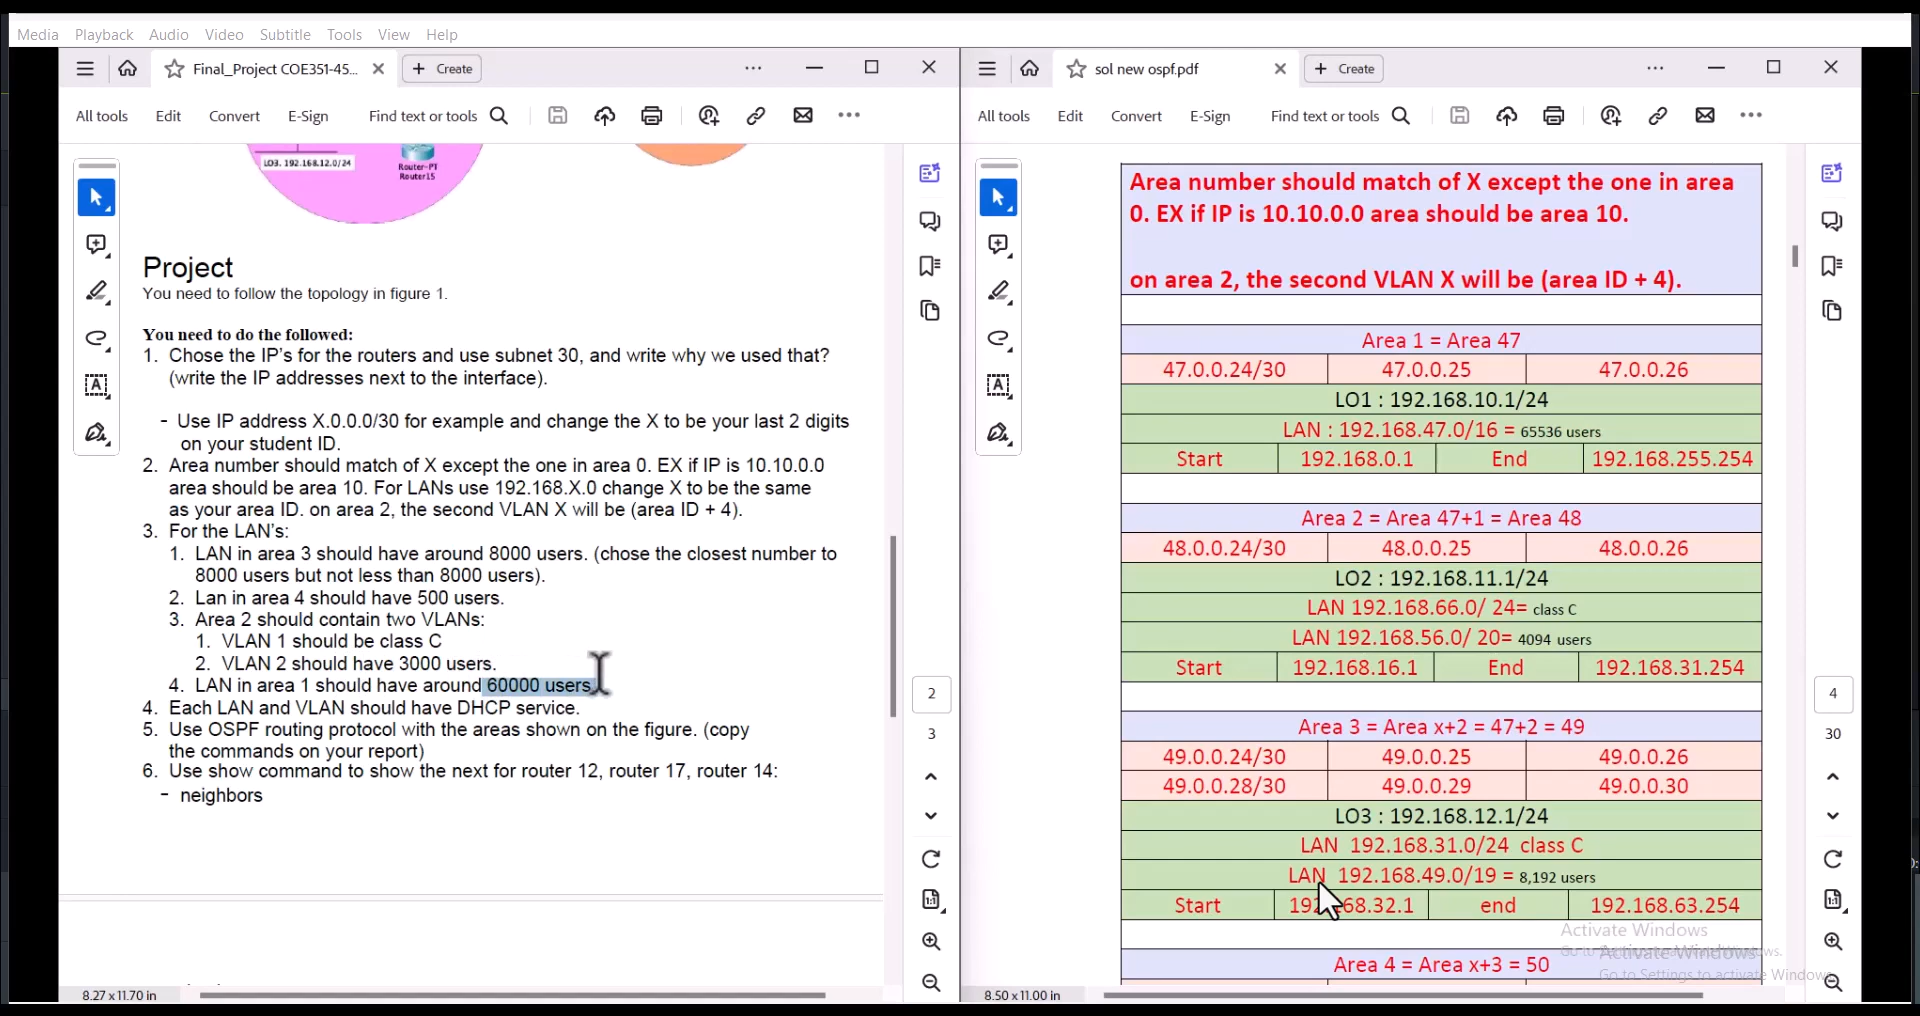 Media Playback Audio Video Subtitle Tools View Help
Final_Project COE351-45... Create
All tools Edit Convert E-Sign Find text or tools
LO3. 192.168.12.0/24
Router-PT
Router15
Project
You need to follow the topology in figure 1.
You need to do the followed:
1. Chose the IP's for the routers and use subnet 30, and write why we used that?
(write the IP addresses next to the interface).
- Use IP address X.0.0.0/30 for example and change the X to be your last 2 digits
on your student ID.
2. Area number should match of X except the one in area 0. EX if IP is 10.10.0.0
area should be area 10. For LANs use 192.168.X.0 change X to be the same
as your area ID. on area 2, the second VLAN X will be (area ID + 4).
3. For the LAN's:
1. LAN in area 3 should have around 8000 users. (chose the closest number to
8000 users but not less than 8000 users).
2. Lan in area 4 should have 500 users.
3. Area 2 should contain two VLANs:
1. VLAN 1 should be class C
2. VLAN 2 should have 3000 users.
4. LAN in area 1 should have around 60000 users
4. Each LAN and VLAN should have DHCP service.
5. Use OSPF routing protocol with the areas shown on the figure. (copy
the commands on your report)
6. Use show command to show the next for router 12, router 17, router 14:
- neighbors
2
3
8.27 x 11.70 in
sol new ospf.pdf Create
All tools Edit Convert E-Sign Find text or tools
Area number should match of X except the one in area
0. EX if IP is 10.10.0.0 area should be area 10.
on area 2, the second VLAN X will be (area ID + 4).
Area 1 = Area 47
47.0.0.24/30 47.0.0.25 47.0.0.26
LO1 : 192.168.10.1/24
LAN : 192.168.47.0/16 = 65536 users
Start 192.168.0.1 End 192.168.255.254
Area 2 = Area 47+1 = Area 48
48.0.0.24/30 48.0.0.25 48.0.0.26
LO2 : 192.168.11.1/24
LAN 192.168.66.0/ 24= class C
LAN 192.168.56.0/ 20= 4094 users
Start 192.168.16.1 End 192.168.31.254
Area 3 = Area x+2 = 47+2 = 49
49.0.0.24/30 49.0.0.25 49.0.0.26
49.0.0.28/30 49.0.0.29 49.0.0.30
LO3 : 192.168.12.1/24
LAN 192.168.31.0/24 class C
LAN 192.168.49.0/19 = 8,192 users
Start 68.32.1 end 192.168.63.254
Area 4 = Area x+3 = 50
Activate Windows
Activate Windows
Go to Settings to activate Windows
4
30
8.50 x 11.00 in